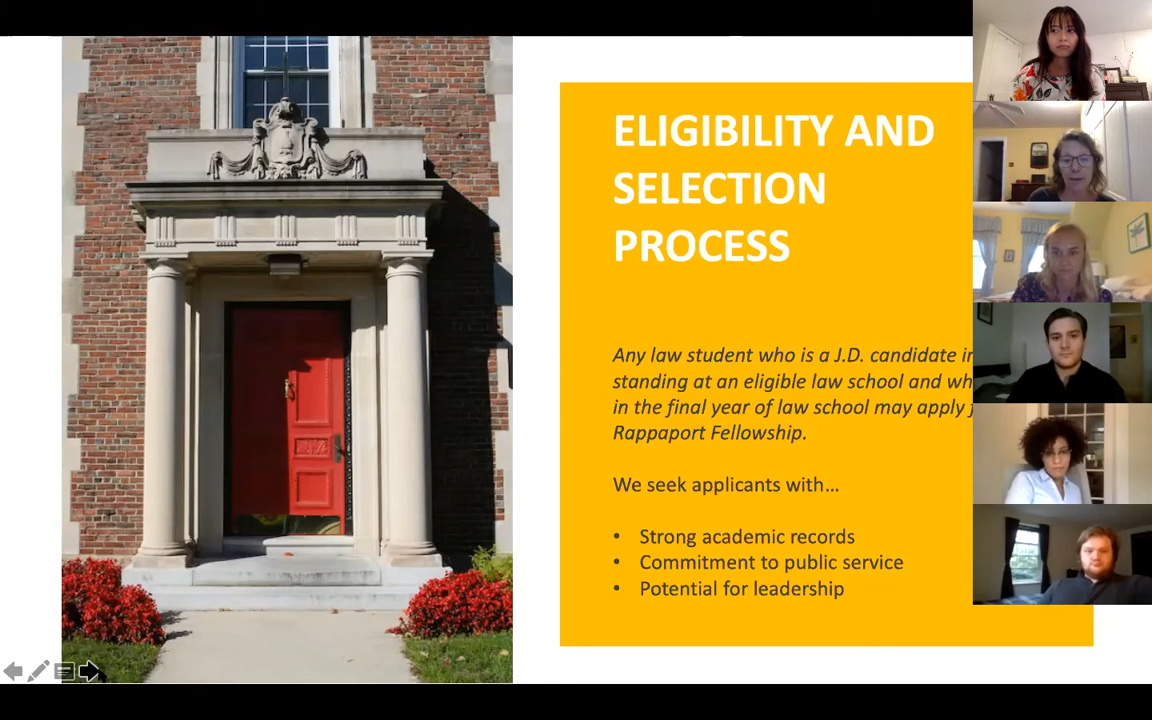 ELIGIBILITY AND
SELECTION
PROCESS
Any law student who is a J.D. candidate in
standing at an eligible law school and wh
in the final year of law school may apply f
Rappaport Fellowship.
We seek applicants with…
• Strong academic records
• Commitment to public service
• Potential for leadership